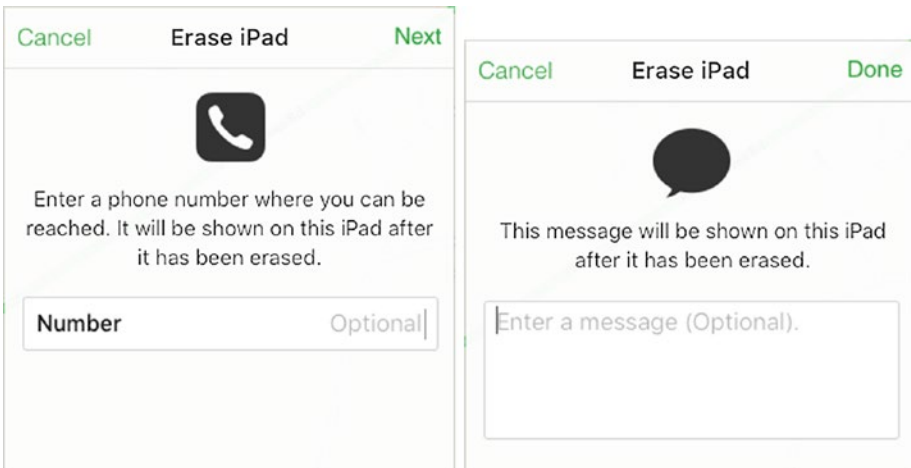 Cancel Erase iPad Next
Enter a phone number where you can be
reached. It will be shown on this iPad after
it has been erased.
Number Optional
Cancel Erase iPad Done
This message will be shown on this iPad
after it has been erased.
Enter a message (Optional).